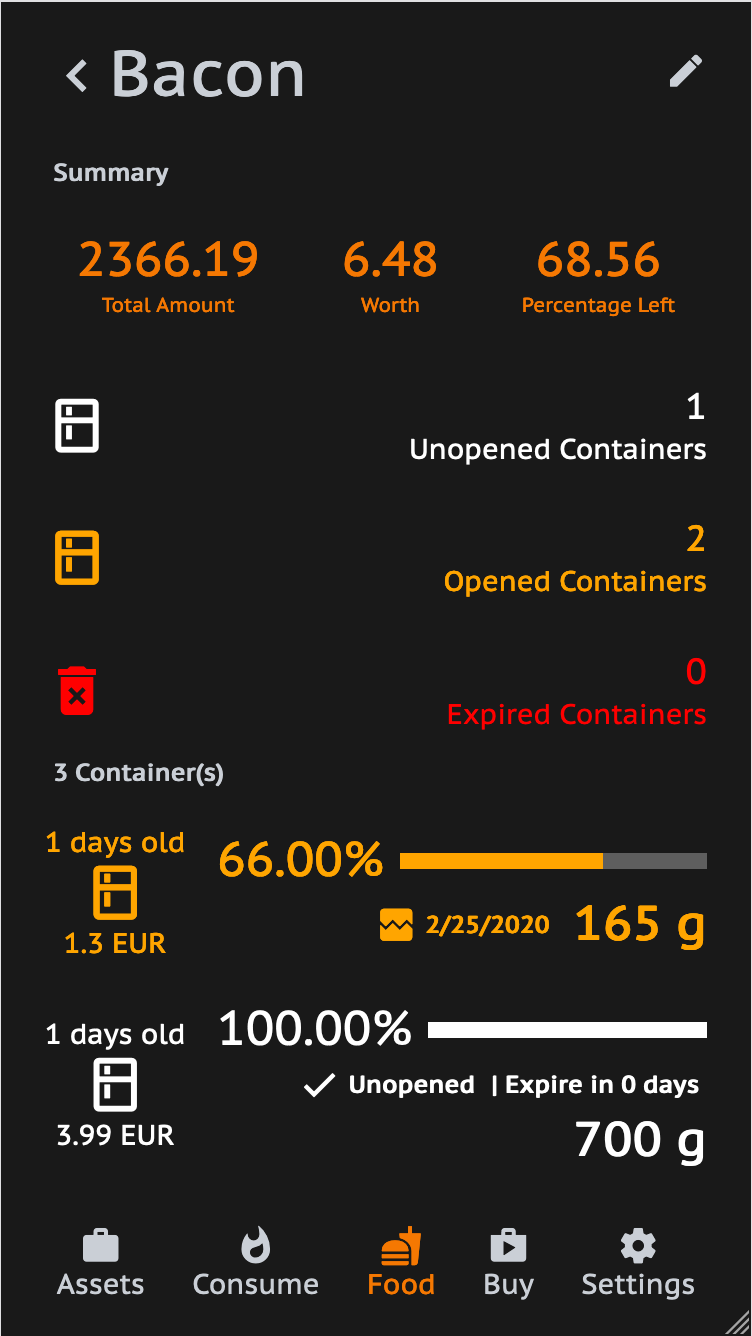 Bacon
Summary
2366.19 6.48 68.56
Total Amount Worth Percentage Left
1
Unopened Containers
2
Opened Containers
0
Expired Containers
3 Container(s)
1 days old 66.00%
2/25/2020 165 g
1.3 EUR
1 days old 100.00%
Unopened | Expire in 0 days
3.99 EUR 700 g
Assets Consume Food Buy Settings